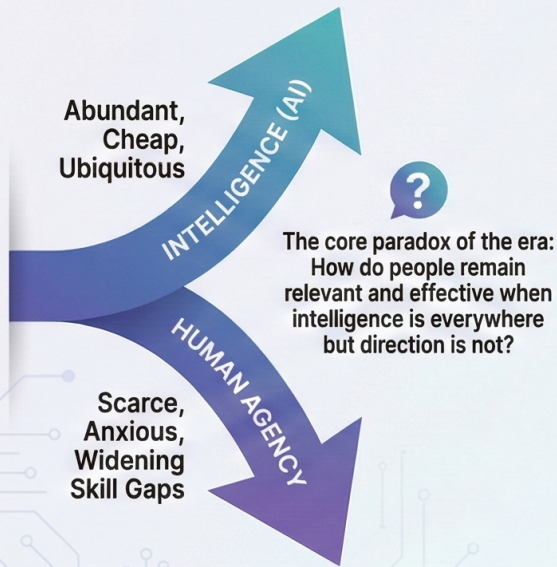 Abundant,
Cheap,
Ubiquitous
INTELLIGENCE (AI)
?
The core paradox of the era:
How do people remain
relevant and effective when
intelligence is everywhere
but direction is not?
HUMAN AGENCY
Scarce,
Anxious,
Widening
Skill Gaps